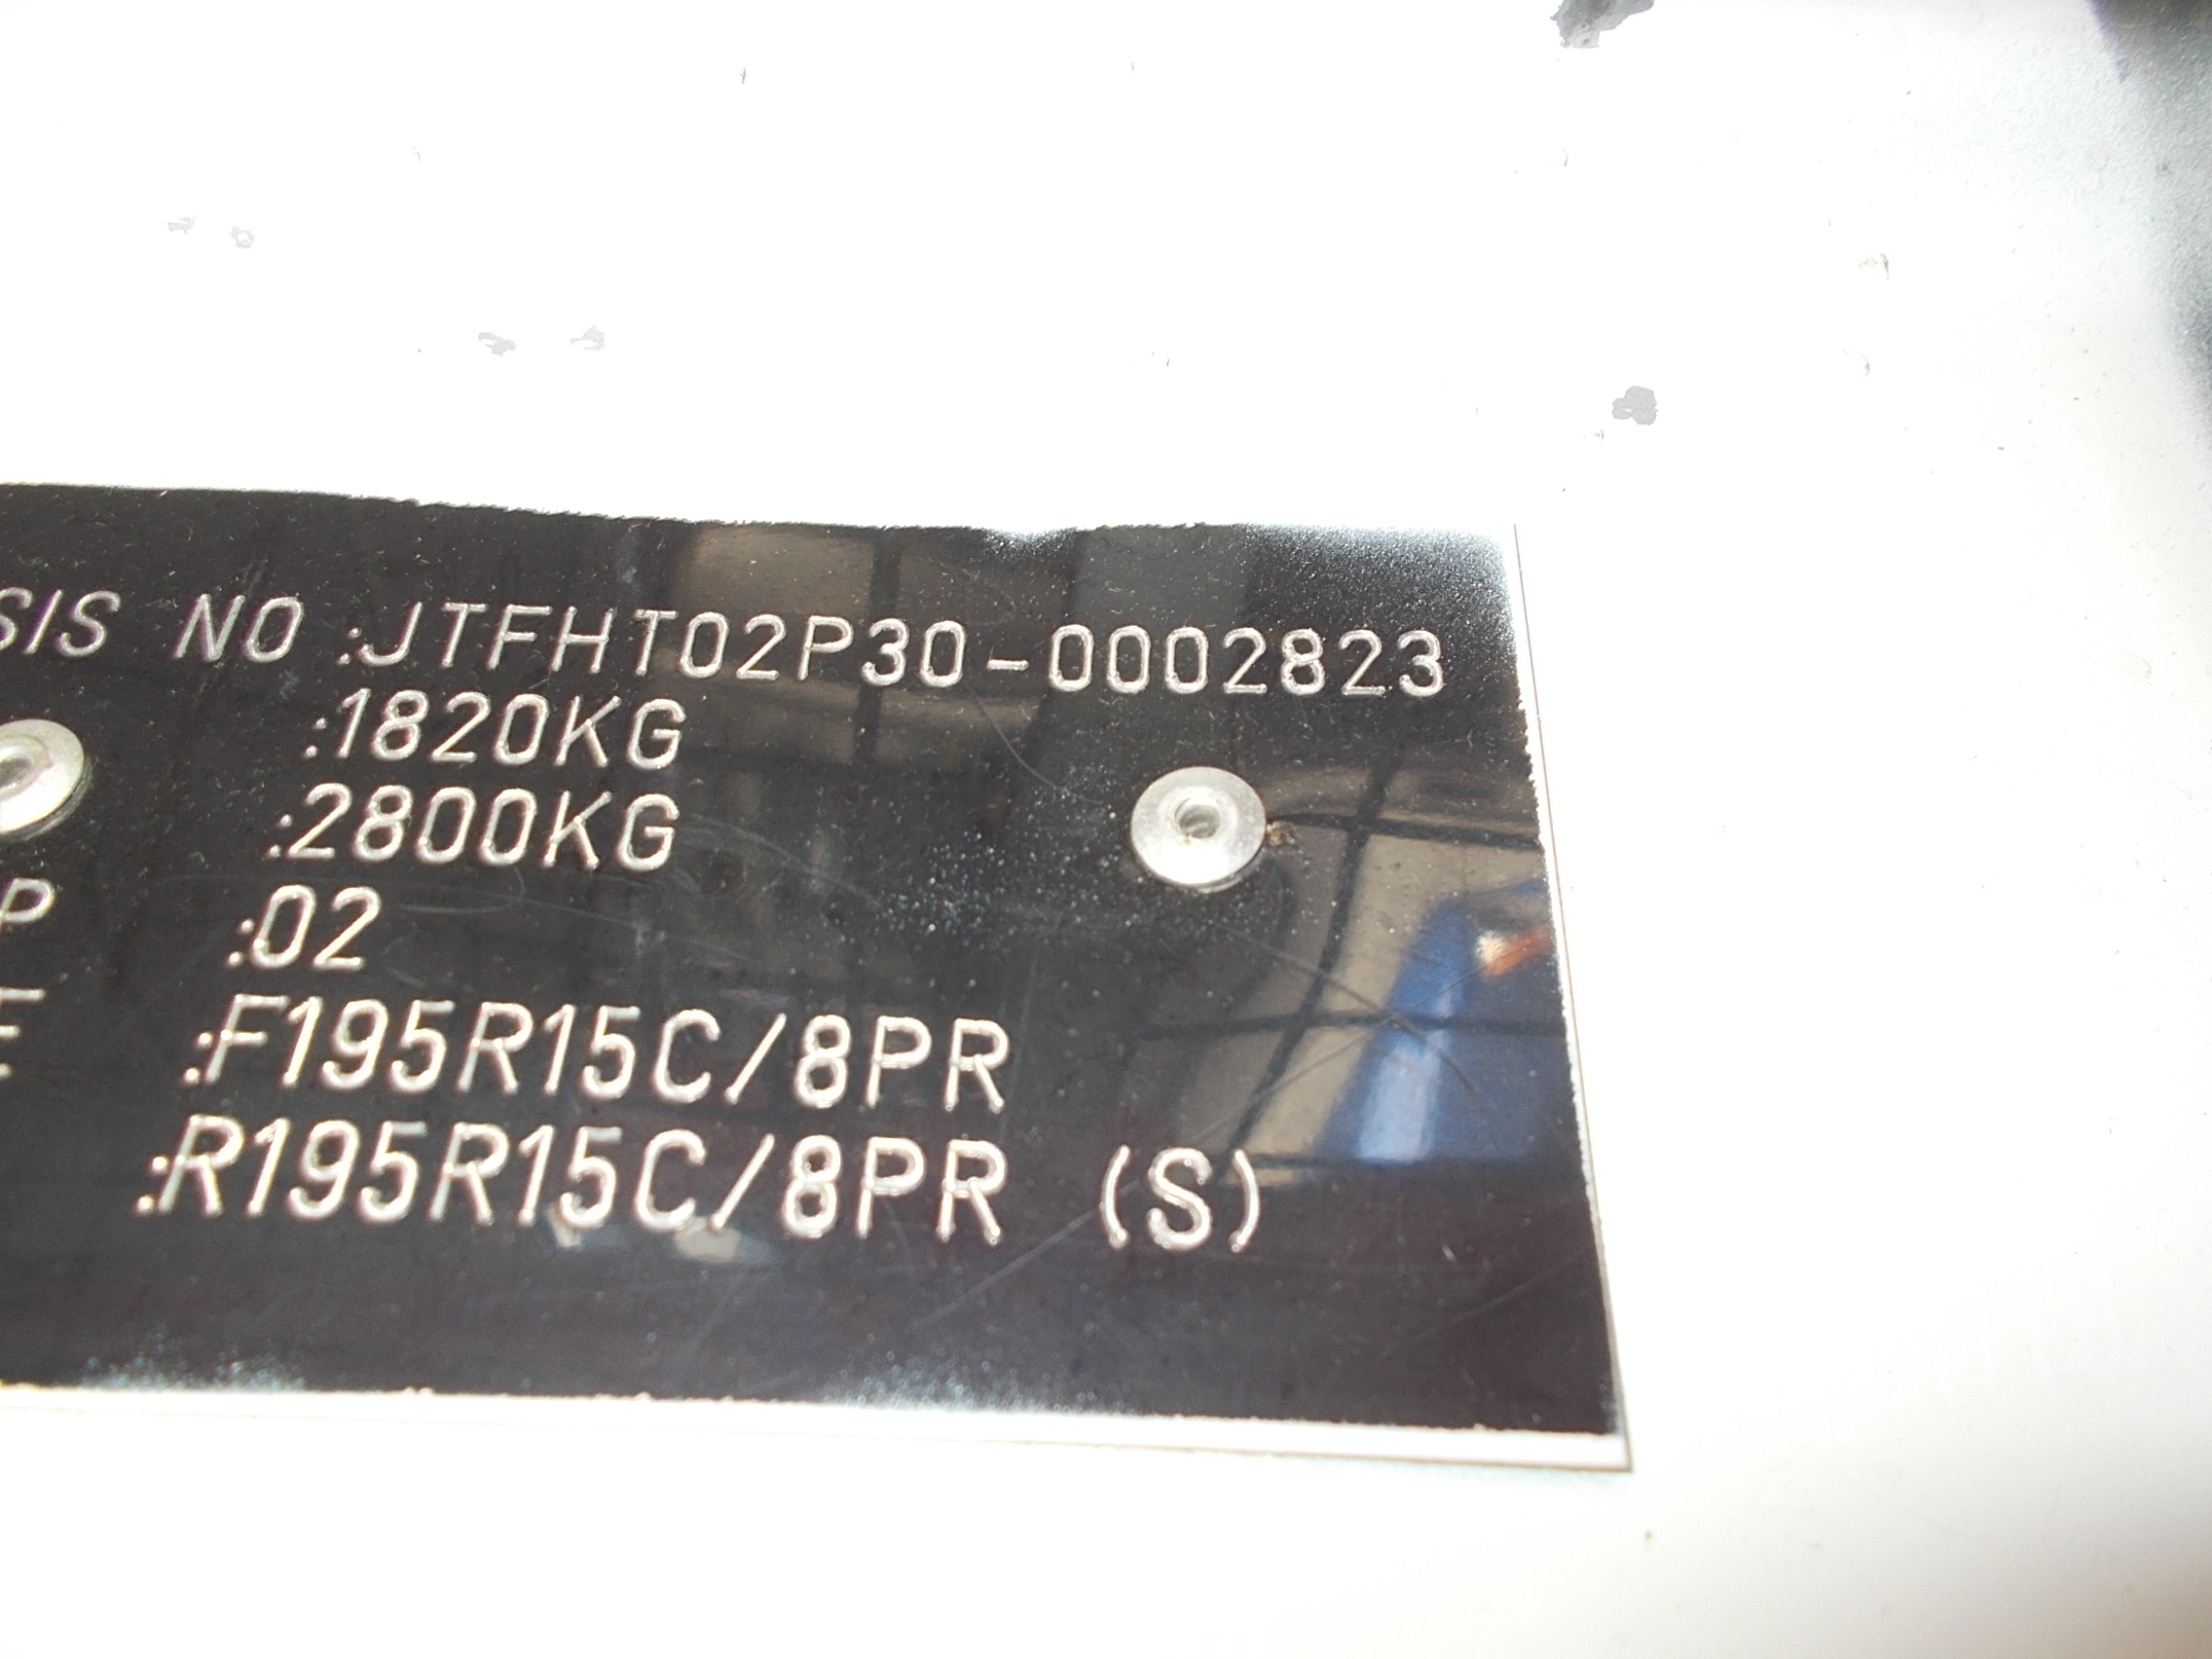 SIS NO :JTFHT02P30-0002823
:1820KG
:2800KG
P :02
E :F195R15C/8PR
:R195R15C/8PR (S)